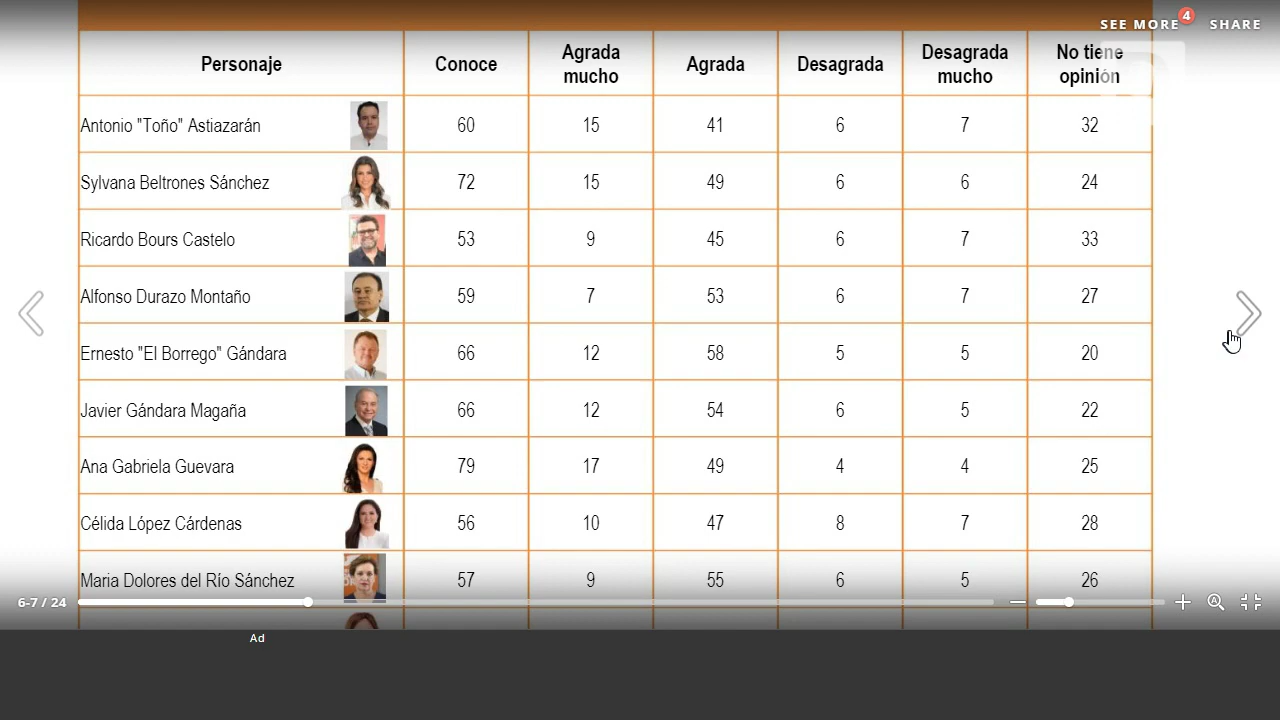 SEE MORE 4 SHARE
Personaje Conoce Agrada mucho Agrada Desagrada Desagrada mucho No tiene opinión
Antonio "Toño" Astiazarán 60 15 41 6 7 32
Sylvana Beltrones Sánchez 72 15 49 6 6 24
Ricardo Bours Castelo 53 9 45 6 7 33
Alfonso Durazo Montaño 59 7 53 6 7 27
Ernesto "El Borrego" Gándara 66 12 58 5 5 20
Javier Gándara Magaña 66 12 54 6 5 22
Ana Gabriela Guevara 79 17 49 4 4 25
Célida López Cárdenas 56 10 47 8 7 28
Maria Dolores del Río Sánchez 57 9 55 6 5 26
6-7 / 24
Ad